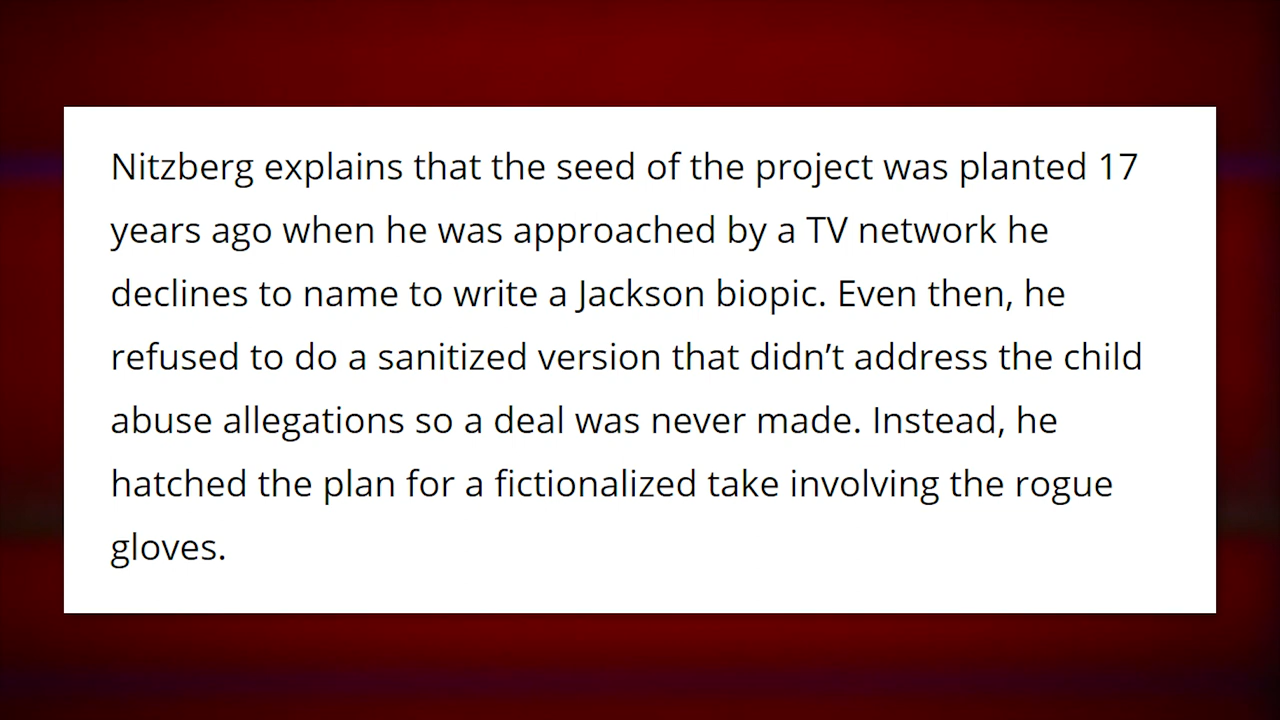 Nitzberg explains that the seed of the project was planted 17
years ago when he was approached by a TV network he
declines to name to write a Jackson biopic. Even then, he
refused to do a sanitized version that didn’t address the child
abuse allegations so a deal was never made. Instead, he
hatched the plan for a fictionalized take involving the rogue
gloves.